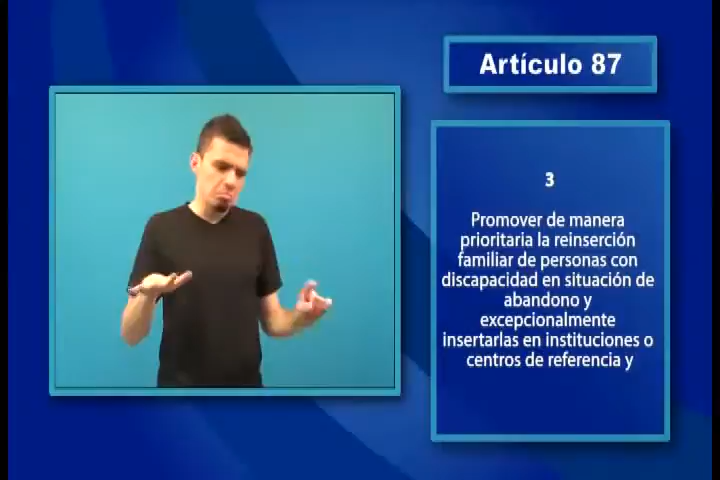 Artículo 87
3
Promover de manera
prioritaria la reinserción
familiar de personas con
discapacidad en situación de
abandono y
excepcionalmente
insertarlas en instituciones o
centros de referencia y